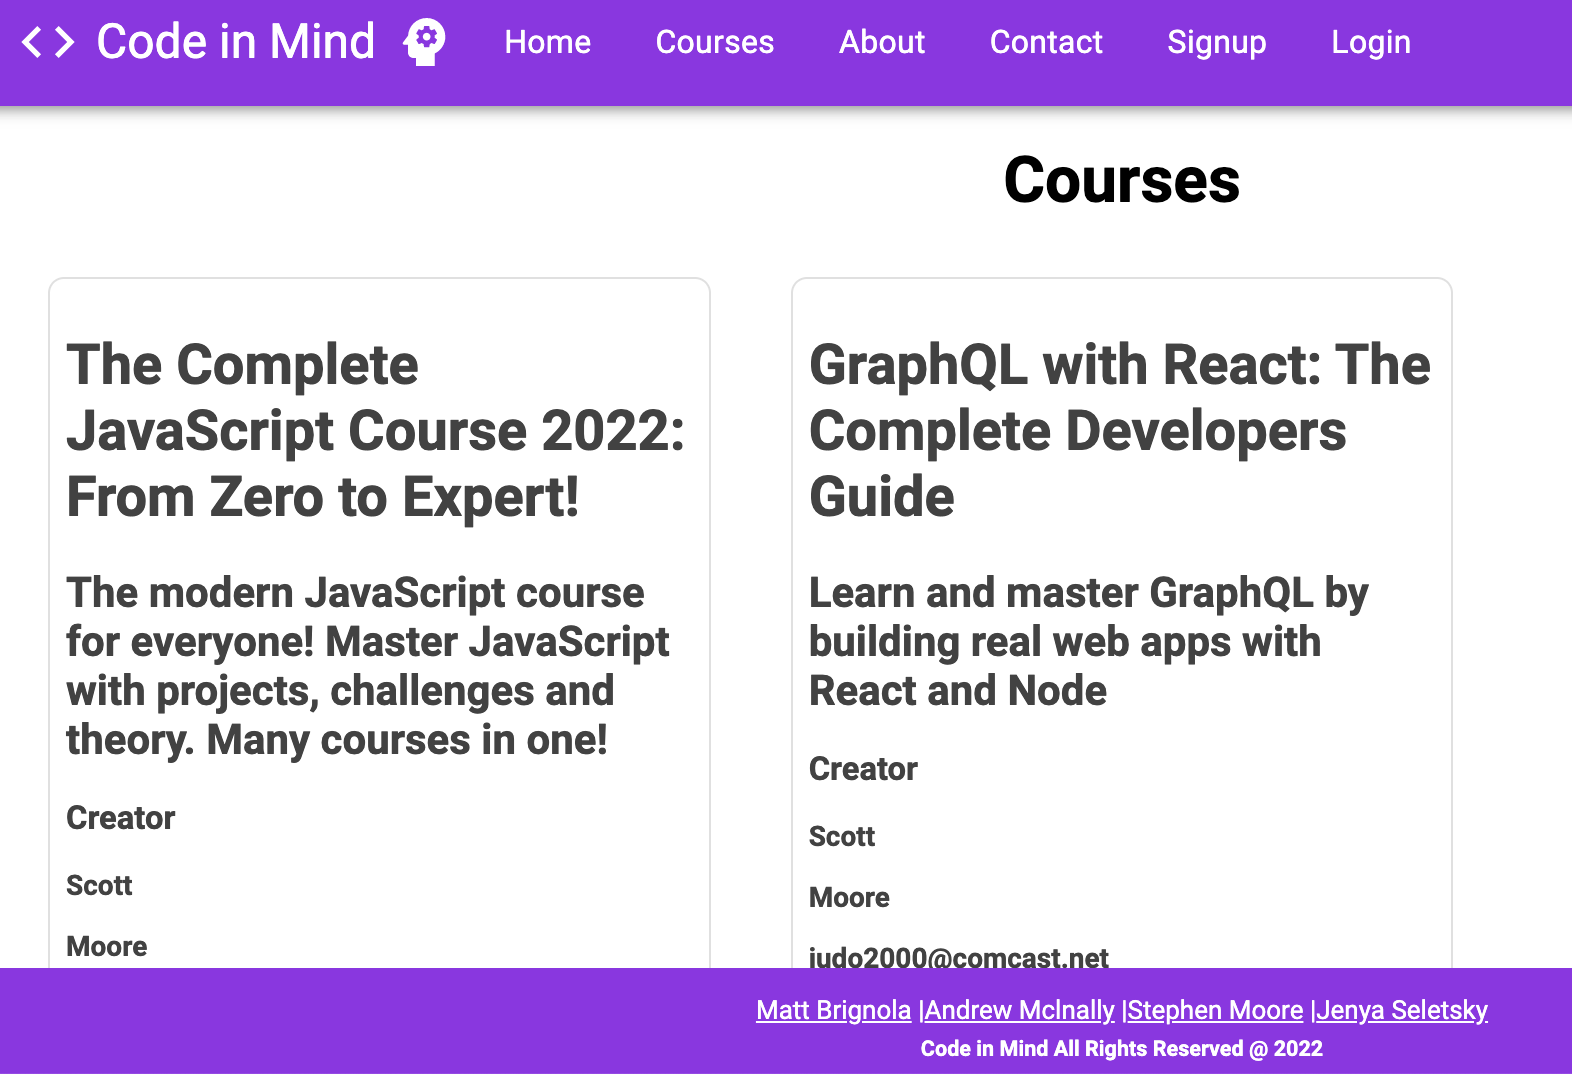 Code in Mind Home Courses About Contact Signup Login
Courses
The Complete
JavaScript Course 2022:
From Zero to Expert!
The modern JavaScript course
for everyone! Master JavaScript
with projects, challenges and
theory. Many courses in one!
Creator
Scott
Moore
GraphQL with React: The
Complete Developers
Guide
Learn and master GraphQL by
building real web apps with
React and Node
Creator
Scott
Moore
judo2000@comcast.net
Matt Brignola |Andrew McInally |Stephen Moore |Jenya Seletsky
Code in Mind All Rights Reserved @ 2022